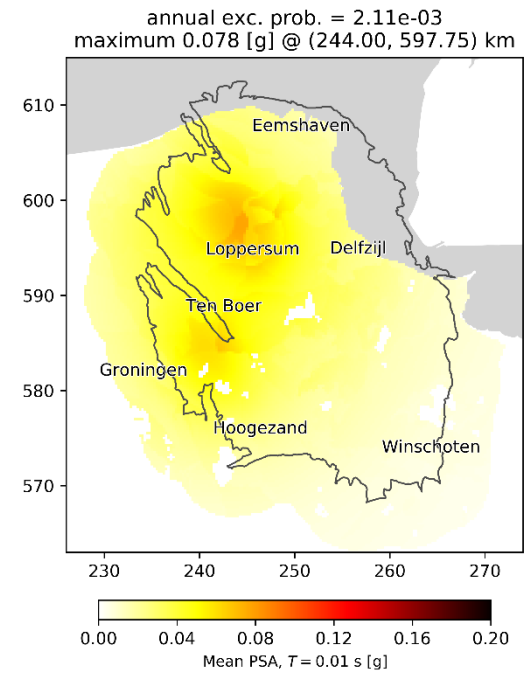 annual exc. prob. = 2.11e-03
maximum 0.078 [g] @ (244.00, 597.75) km
610
Eemshaven
600
Loppersum
Delfzijl
590
Ten Boer
Groningen
580
Hoogezand
Winschoten
570
230 240 250 260 270
0.00 0.04 0.08 0.12 0.16 0.20
Mean PSA, T = 0.01 s [g]